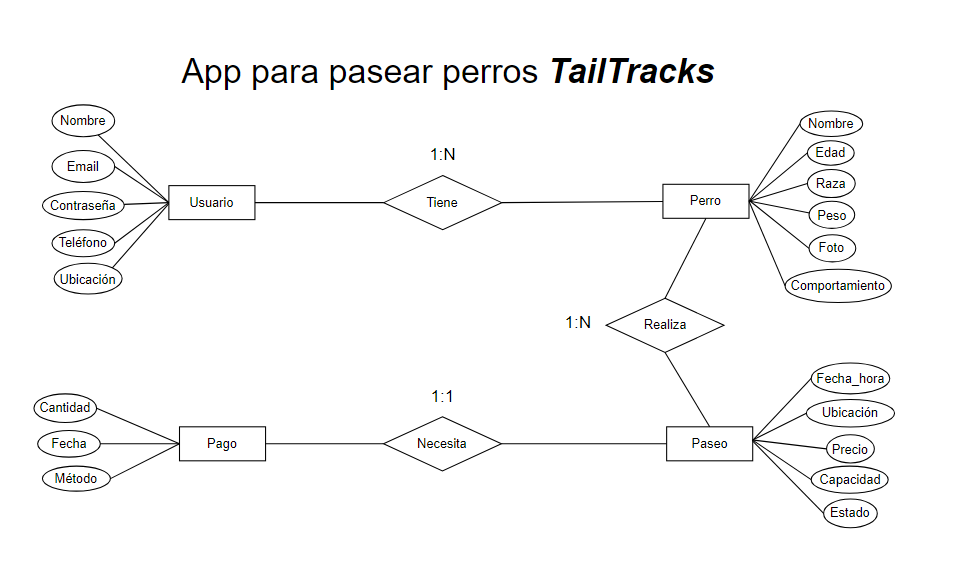 App para pasear perros TailTracks
Nombre
Email
Contraseña
Teléfono
Ubicación
Usuario
1:N
Tiene
Perro
Nombre
Edad
Raza
Peso
Foto
Comportamiento
1:N
Realiza
Cantidad
Fecha
Método
Pago
1:1
Necesita
Paseo
Fecha_hora
Ubicación
Precio
Capacidad
Estado